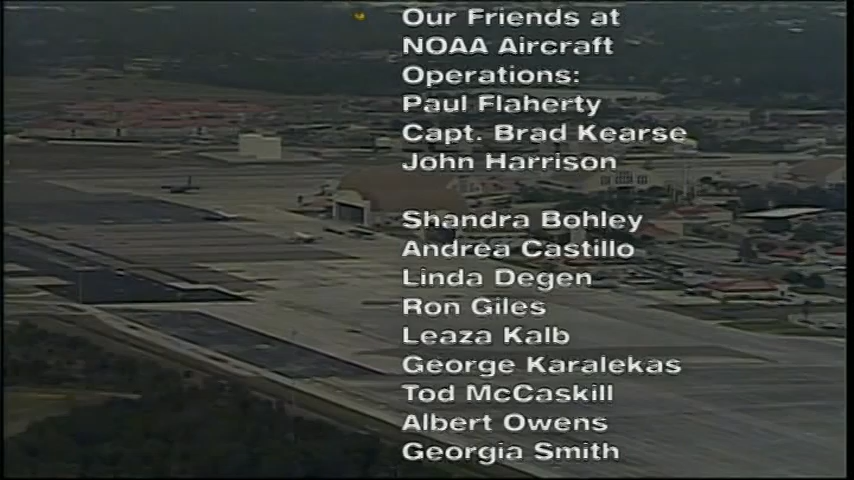 Our Friends at
NOAA Aircraft
Operations:
Paul Flaherty
Capt. Brad Kearse
John Harrison
Shandra Bohley
Andrea Castillo
Linda Degen
Ron Giles
Leaza Kalb
George Karalekas
Tod McCaskill
Albert Owens
Georgia Smith